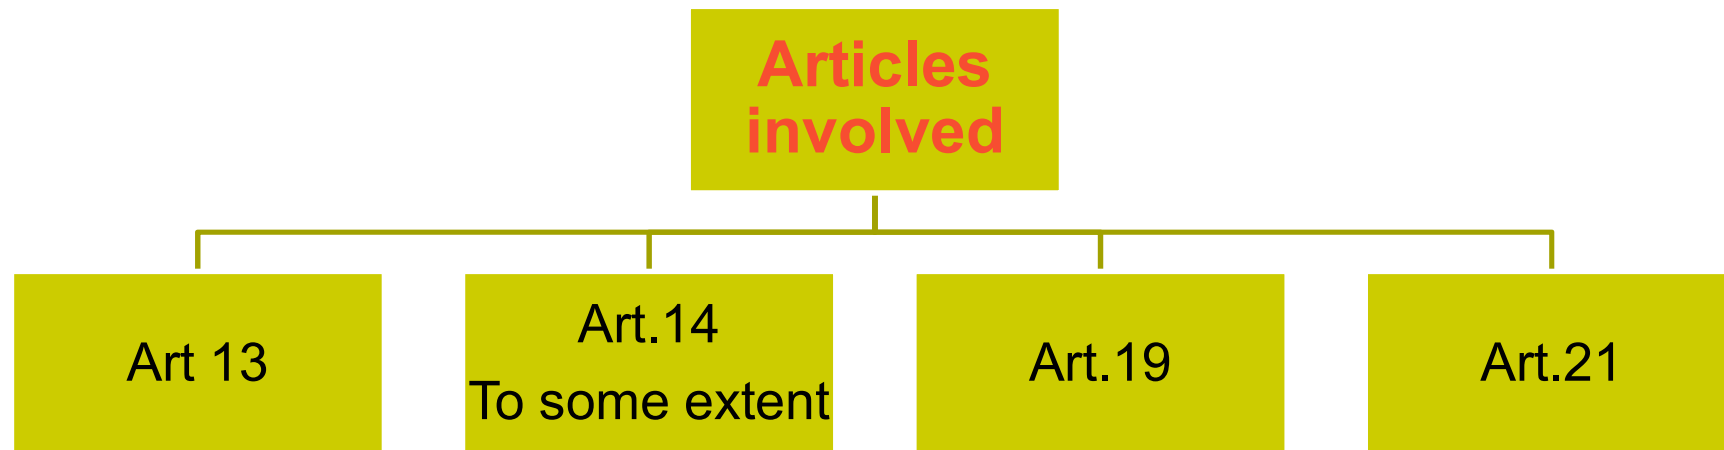 Articles
involved
Art 13
Art.14
To some extent
Art.19
Art.21